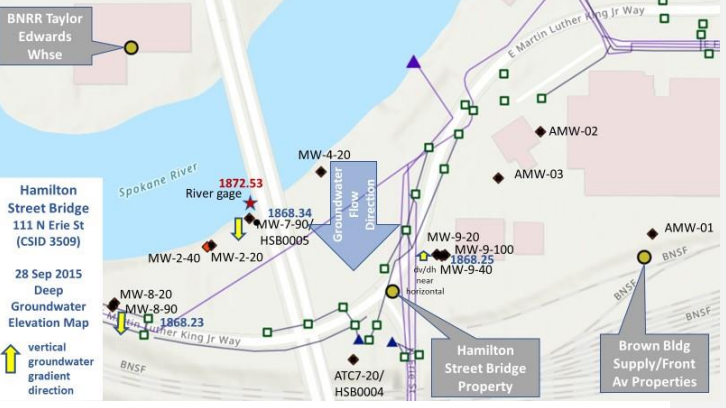 BNRR Taylor
Edwards
Whse
E Martin Luther King Jr Way
AMW-02
MW-4-20
AMW-03
Spokane River
Hamilton
Street Bridge
111 N Erie St
(CSID 3509)
28 Sep 2015
Deep
Groundwater
Elevation Map
vertical
groundwater
gradient
direction
1872.53
River gage
1868.34
MW-7-90/
HSB0005
Groundwater
Flow
Direction
AMW-01
MW-9-20
MW-9-100
1868.25
MW-9-40
dv/dh
near
horizontal
MW-2-40
MW-2-20
BNSF
BNSF
BNSF
MW-8-20
MW-8-90
1868.23
Martin Luther King Jr Way
BNSF
Hamilton
Street Bridge
Property
Brown Bldg
Supply/Front
Av Properties
ATC7-20/
HSB0004